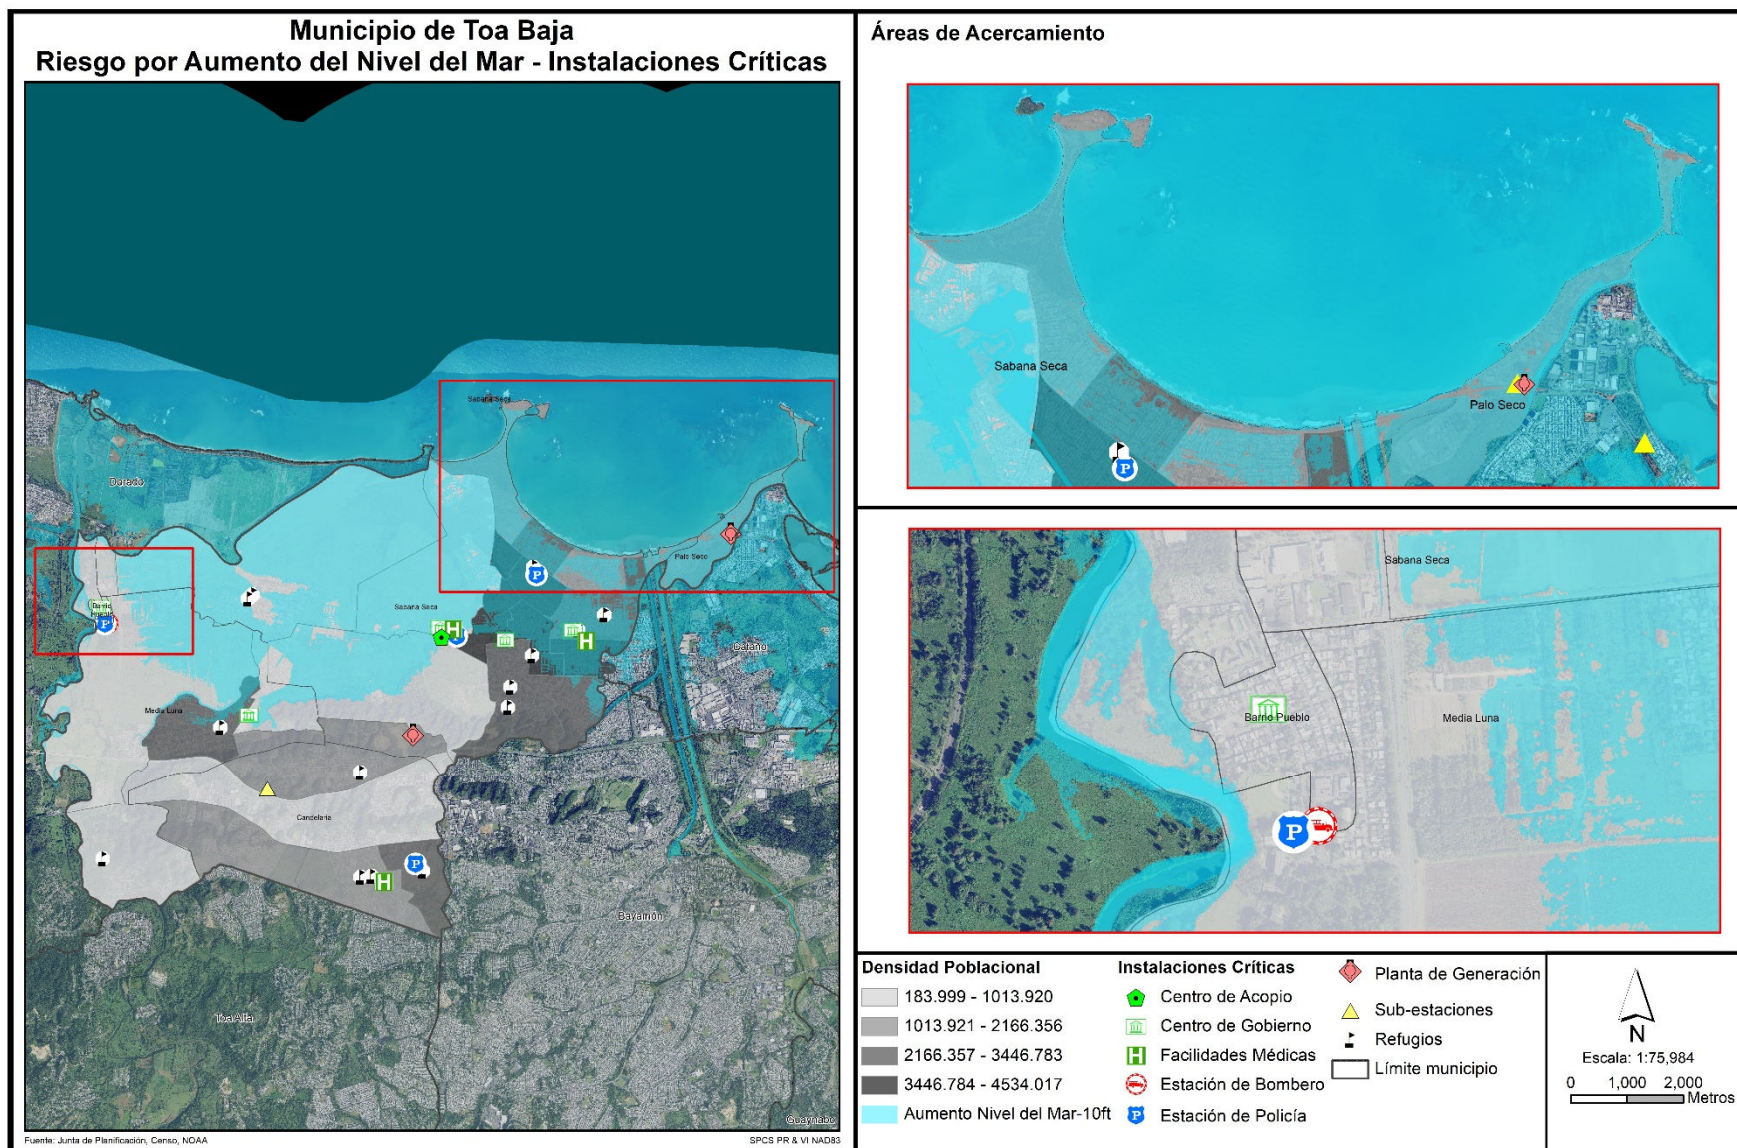 Municipio de Toa Baja
Riesgo por Aumento del Nivel del Mar - Instalaciones Críticas
Sabana Seca
Dorado
Palo Seco
Barrio
Pueblo
Sabana Seca
Cataño
Media Luna
Candelaria
Bayamón
Toa Alta
Guaynabo
Fuente: Junta de Planificación, Censo, NOAA
SPCS PR & VI NAD83
Áreas de Acercamiento
Sabana Seca
Palo Seco
P
Sabana Seca
Barrio Pueblo
Media Luna
P
Densidad Poblacional
183.999 - 1013.920
1013.921 - 2166.356
2166.357 - 3446.783
3446.784 - 4534.017
Aumento Nivel del Mar-10ft
Instalaciones Críticas
Centro de Acopio
Centro de Gobierno
H Facilidades Médicas
Estación de Bombero
P Estación de Policía
Planta de Generación
Sub-estaciones
Refugios
Límite municipio
N
Escala: 1:75,984
0 1,000 2,000
Metros